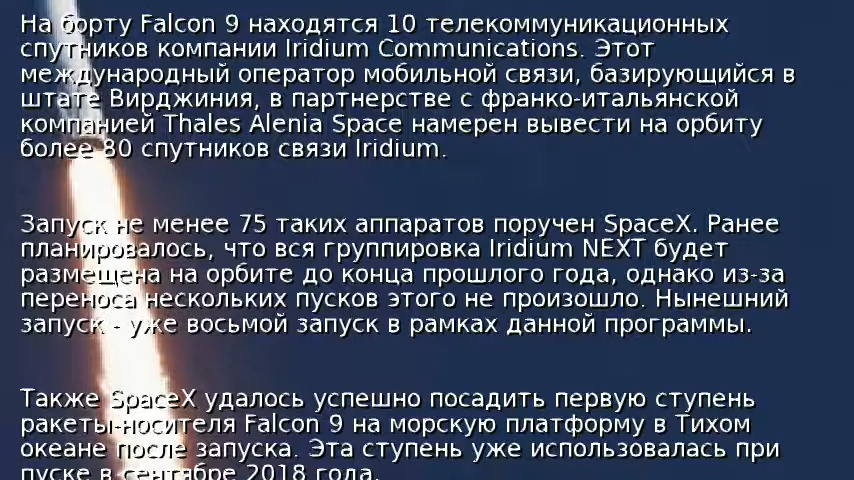 На борту Falcon 9 находятся 10 телекоммуникационных
спутников компании Iridium Communications. Этот
международный оператор мобильной связи, базирующийся в
штате Вирджиния, в партнерстве с франко-итальянской
компанией Thales Alenia Space намерен вывести на орбиту
более 80 спутников связи Iridium.
Запуск не менее 75 таких аппаратов поручен SpaceX. Ранее
планировалось, что вся группировка Iridium NEXT будет
размещена на орбите до конца прошлого года, однако из-за
переноса нескольких пусков этого не произошло. Нынешний
запуск - уже восьмой запуск в рамках данной программы.
Также SpaceX удалось успешно посадить первую ступень
ракеты-носителя Falcon 9 на морскую платформу в Тихом
океане после запуска. Эта ступень уже использовалась при
пуске в сентябре 2018 года.